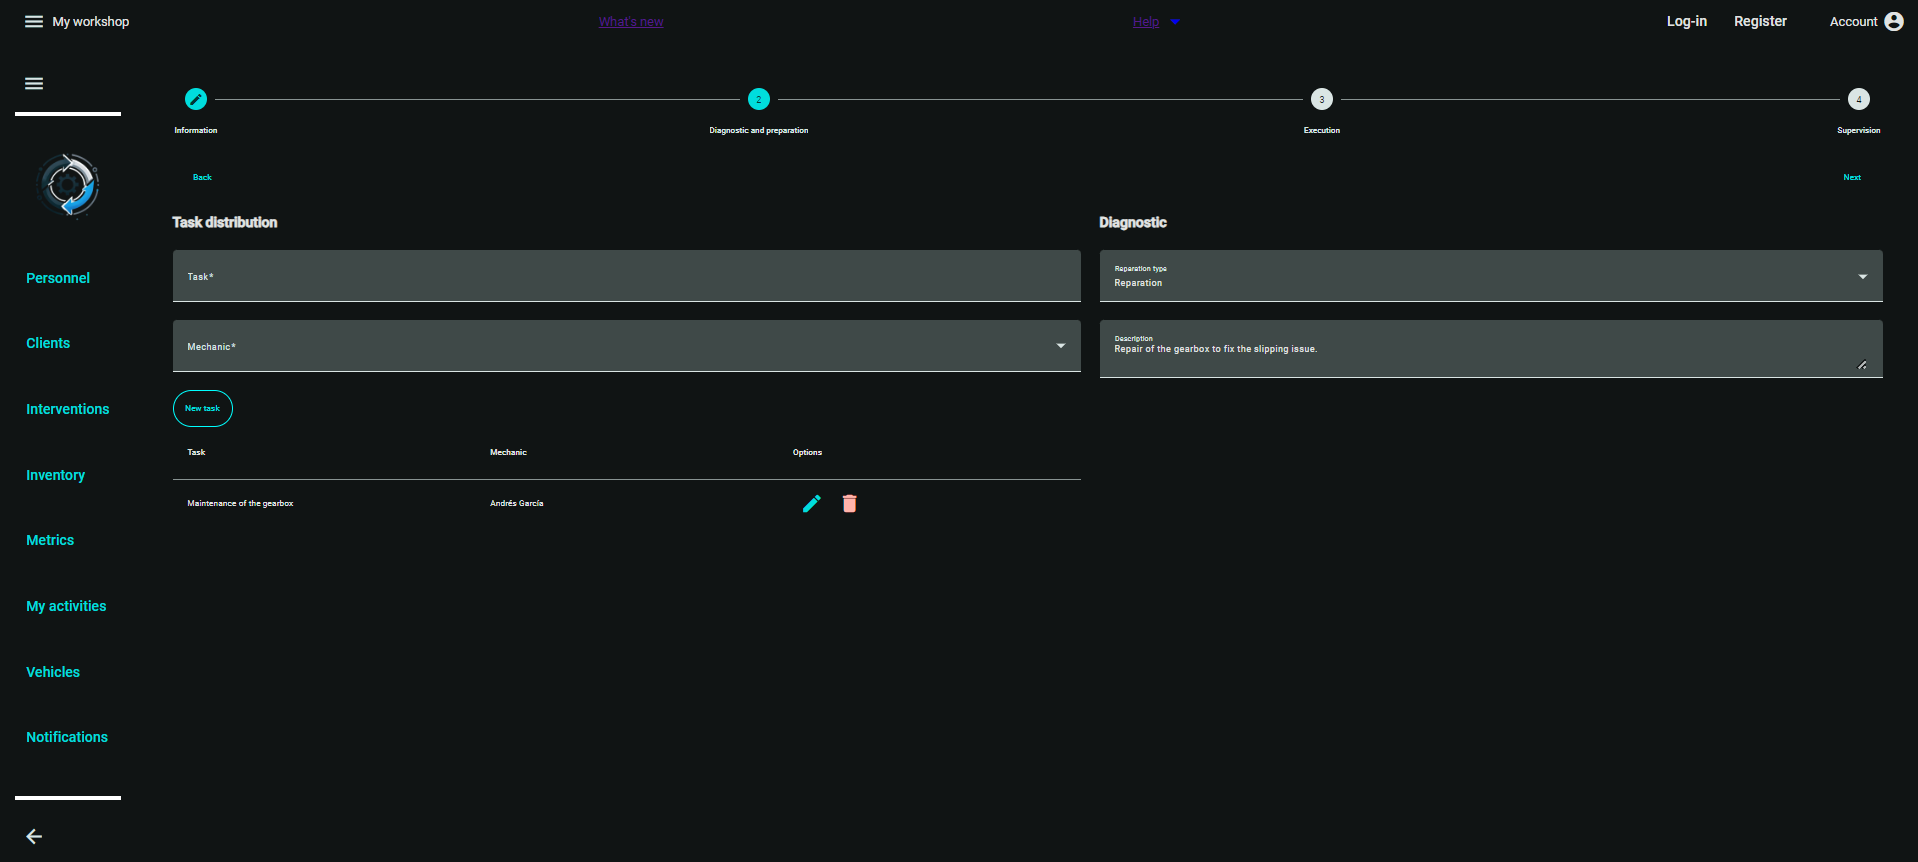 My workshop
What's new
Help
Log-in
Register
Account
2
3
4
Information
Diagnostic and preparation
Execution
Supervision
Back
Next
Personnel
Clients
Interventions
Inventory
Metrics
My activities
Vehicles
Notifications
Task distribution
Task*
Mechanic*
New task
Task
Mechanic
Options
Maintenance of the gearbox
Andrés García
Diagnostic
Reparation type
Reparation
Description
Repair of the gearbox to fix the slipping issue.